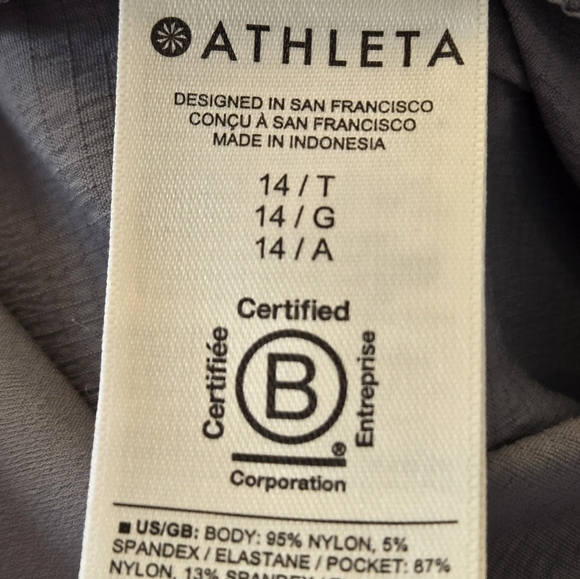 ATHLETA
DESIGNED IN SAN FRANCISCO
CONÇU À SAN FRANCISCO
MADE IN INDONESIA
14 / T
14 / G
14 / A
Certified
Certifiée
B
Entreprise
®
Corporation
■ US/GB: BODY: 95% NYLON, 5%
SPANDEX / ELASTANE / POCKET: 87%
NYLON, 13% SPANDEX /